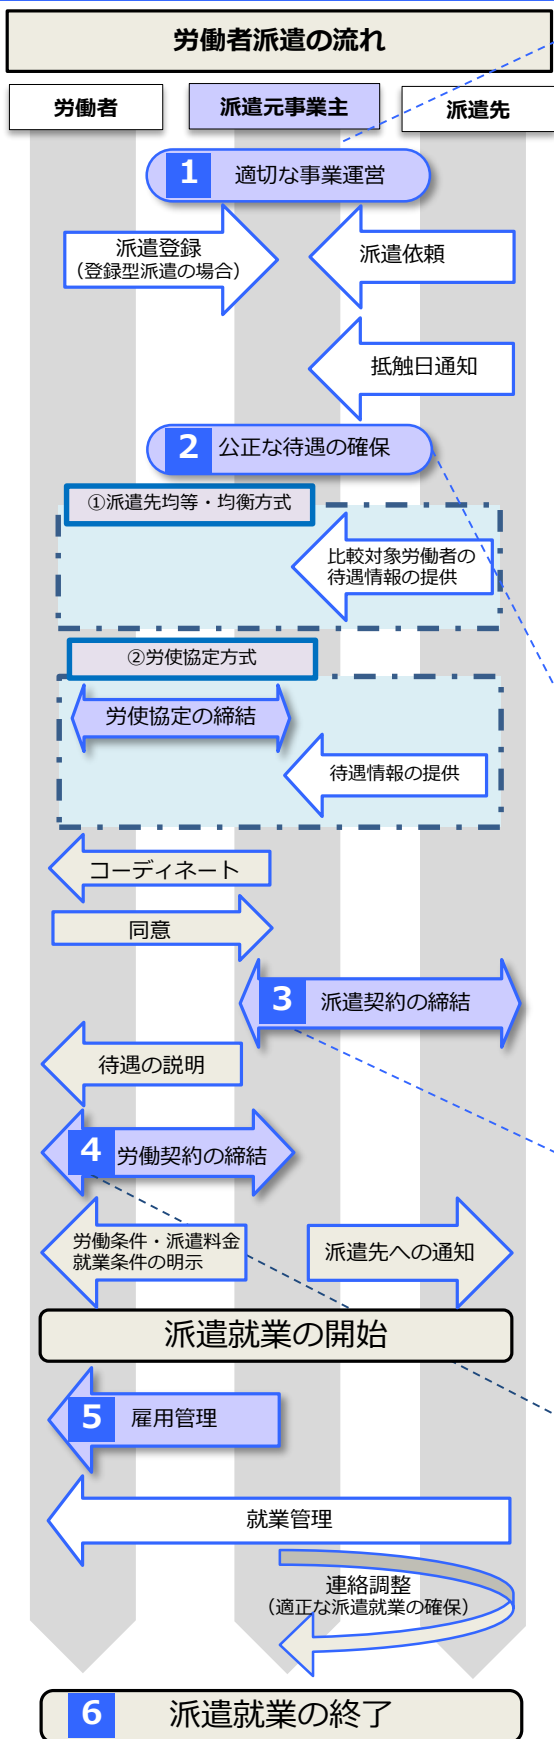 労働者派遣の流れ
労働者
派遣元事業主
派遣先
1 適切な事業運営
派遣登録
（登録型派遣の場合）
派遣依頼
抵触日通知
2 公正な待遇の確保
①派遣先均等・均衡方式
比較対象労働者の
待遇情報の提供
②労使協定方式
労使協定の締結
待遇情報の提供
コーディネート
同意
3 派遣契約の締結
待遇の説明
4 労働契約の締結
労働条件・派遣料金
就業条件の明示
派遣先への通知
派遣就業の開始
5 雇用管理
就業管理
連絡調整
（適正な派遣就業の確保）
6 派遣就業の終了